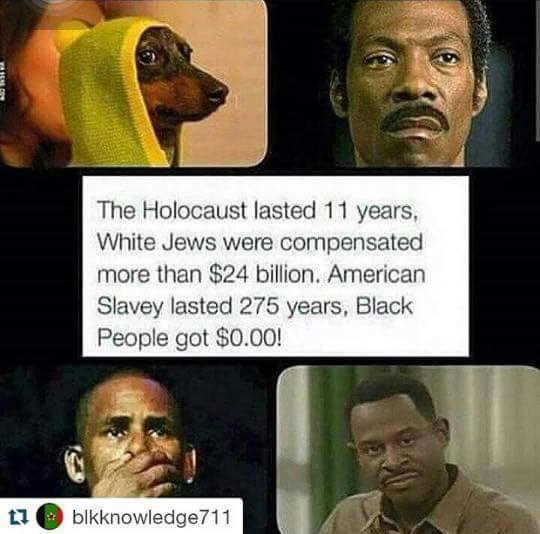 The Holocaust lasted 11 years,
White Jews were compensated
more than $24 billion. American
Slavey lasted 275 years, Black
People got $0.00!
blkknowledge711